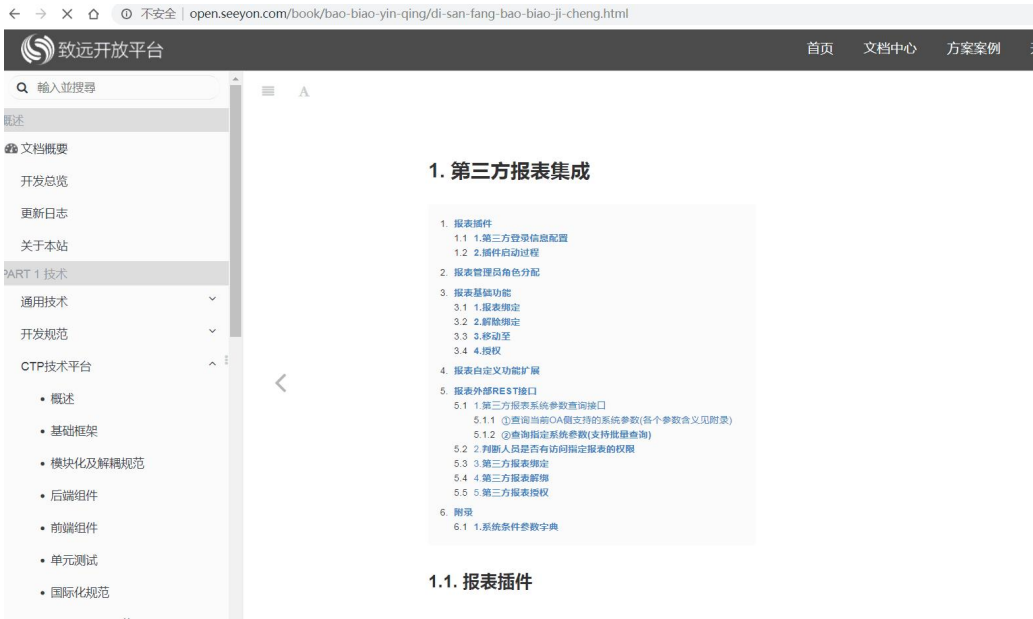 不安全 | open.seeyon.com/book/bao-biao-yin-qing/di-san-fang-bao-biao-ji-cheng.html
致远开放平台
首页 文档中心 方案案例
輸入並搜尋
概述
文档概要
开发总览
更新日志
关于本站
PART 1 技术
通用技术
开发规范
CTP技术平台
• 概述
• 基础框架
• 模块化及解耦规范
• 后端组件
• 前端组件
• 单元测试
• 国际化规范
A
1. 第三方报表集成
1. 报表插件
1.1 1.第三方登录信息配置
1.2 2.插件启动过程
2. 报表管理员角色分配
3. 报表基础功能
3.1 1.报表绑定
3.2 2.解除绑定
3.3 3.移动至
3.4 4.授权
4. 报表自定义功能扩展
5. 报表外部REST接口
5.1 1.第三方报表系统参数查询接口
5.1.1 ①查询当前OA侧支持的系统参数(各个参数含义见附录)
5.1.2 ②查询指定系统参数(支持批量查询)
5.2 2.判断人员是否有访问指定报表的权限
5.3 3.第三方报表绑定
5.4 4.第三方报表解绑
5.5 5.第三方报表授权
6. 附录
6.1 1.系统条件参数字典
1.1. 报表插件